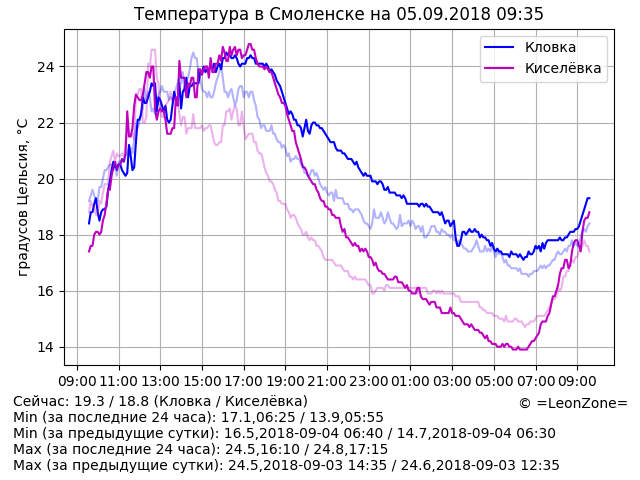 Температура в Смоленске на 05.09.2018 09:35
Кловка
Киселёвка
градусов Цельсия, °C
24
22
20
18
16
14
09:00 11:00 13:00 15:00 17:00 19:00 21:00 23:00 01:00 03:00 05:00 07:00 09:00
Сейчас: 19.3 / 18.8 (Кловка / Киселёвка)
© =LeonZone=
Min (за последние 24 часа): 17.1,06:25 / 13.9,05:55
Min (за предыдущие сутки): 16.5,2018-09-04 06:40 / 14.7,2018-09-04 06:30
Max (за последние 24 часа): 24.5,16:10 / 24.8,17:15
Max (за предыдущие сутки): 24.5,2018-09-03 14:35 / 24.6,2018-09-03 12:35